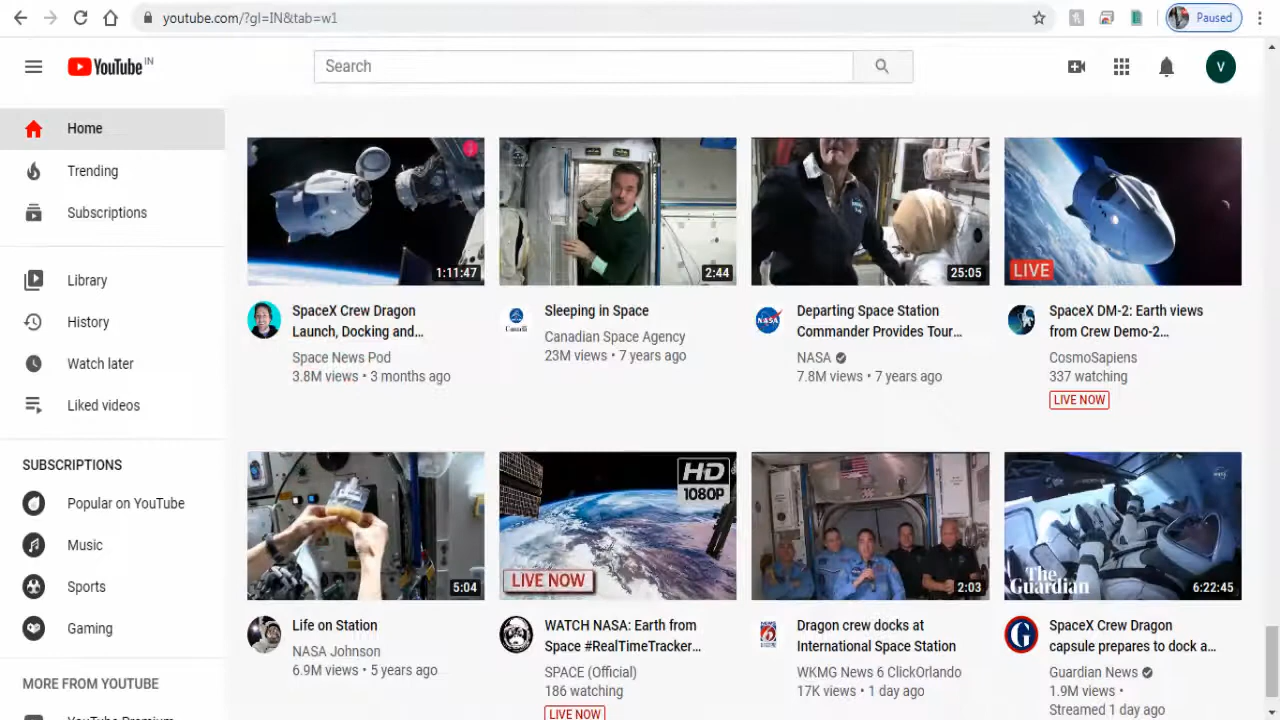 youtube.com/?gl=IN&tab=w1
Paused
YouTube IN
Search
V
Home
Trending
Subscriptions
Library
History
Watch later
Liked videos
SUBSCRIPTIONS
Popular on YouTube
Music
Sports
Gaming
MORE FROM YOUTUBE
YouTube Premium
1:11:47
SpaceX Crew Dragon
Launch, Docking and...
Space News Pod
3.8M views • 3 months ago
2:44
Canada
Sleeping in Space
Canadian Space Agency
23M views • 7 years ago
25:05
NASA
Departing Space Station
Commander Provides Tour...
NASA
7.8M views • 7 years ago
LIVE
SpaceX DM-2: Earth views
from Crew Demo-2...
CosmoSapiens
337 watching
LIVE NOW
5:04
Life on Station
NASA Johnson
6.9M views • 5 years ago
HD
1080P
LIVE NOW
WATCH NASA: Earth from
Space #RealTimeTracker...
SPACE (Official)
186 watching
LIVE NOW
2:03
Dragon crew docks at
International Space Station
WKMG News 6 ClickOrlando
17K views • 1 day ago
The
Guardian
6:22:45
G
SpaceX Crew Dragon
capsule prepares to dock a...
Guardian News
1.9M views •
Streamed 1 day ago